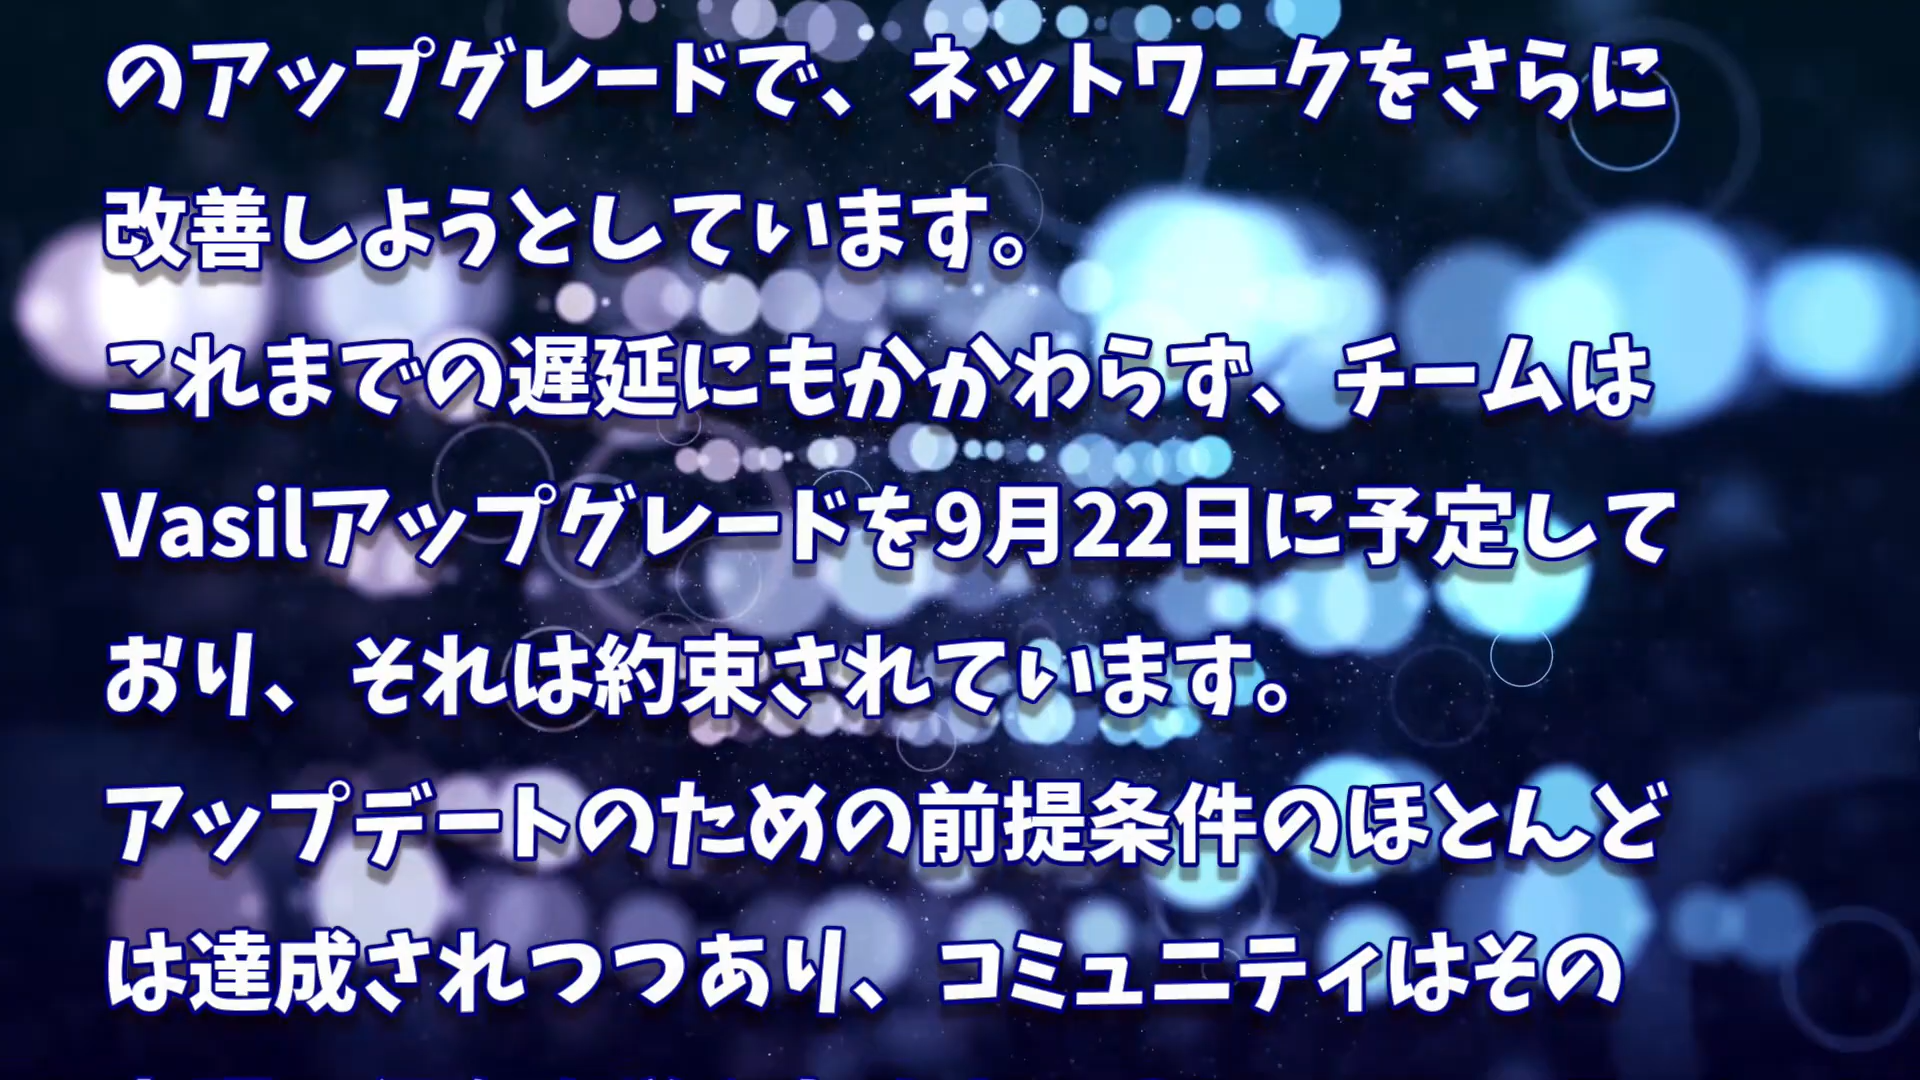 のアップグレードで、ネットワークをさらに
改善しようとしています。
これまでの遅延にもかかわらず、チームは
Vasilアップグレードを9月22日に予定して
おり、それは約束されています。
アップデートのための前提条件のほとんど
は達成されつつあり、コミュニティはその